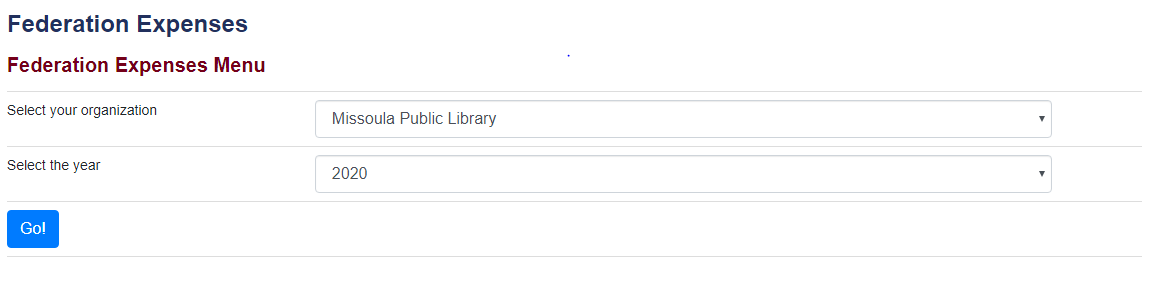 Federation Expenses
Federation Expenses Menu
Select your organization
Missoula Public Library
Select the year
2020
Go!